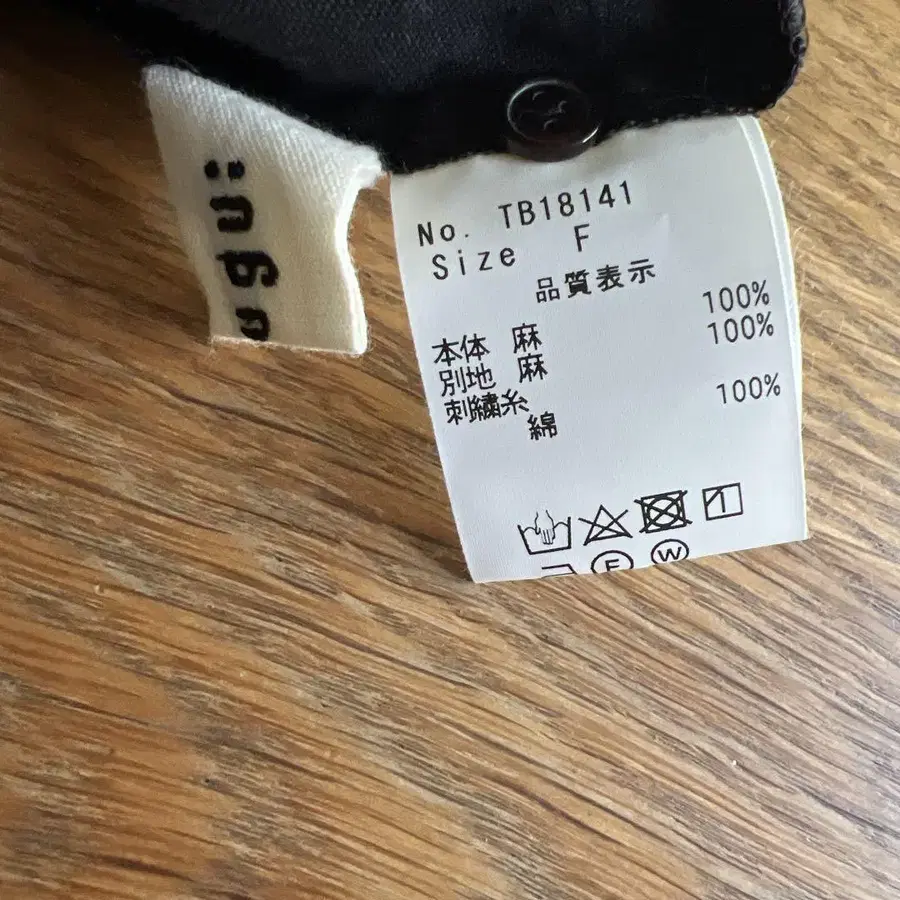 No. TB18141
Size F
品質表示
本体 麻 100%
別地 麻 100%
刺繍糸
綿 100%
F W